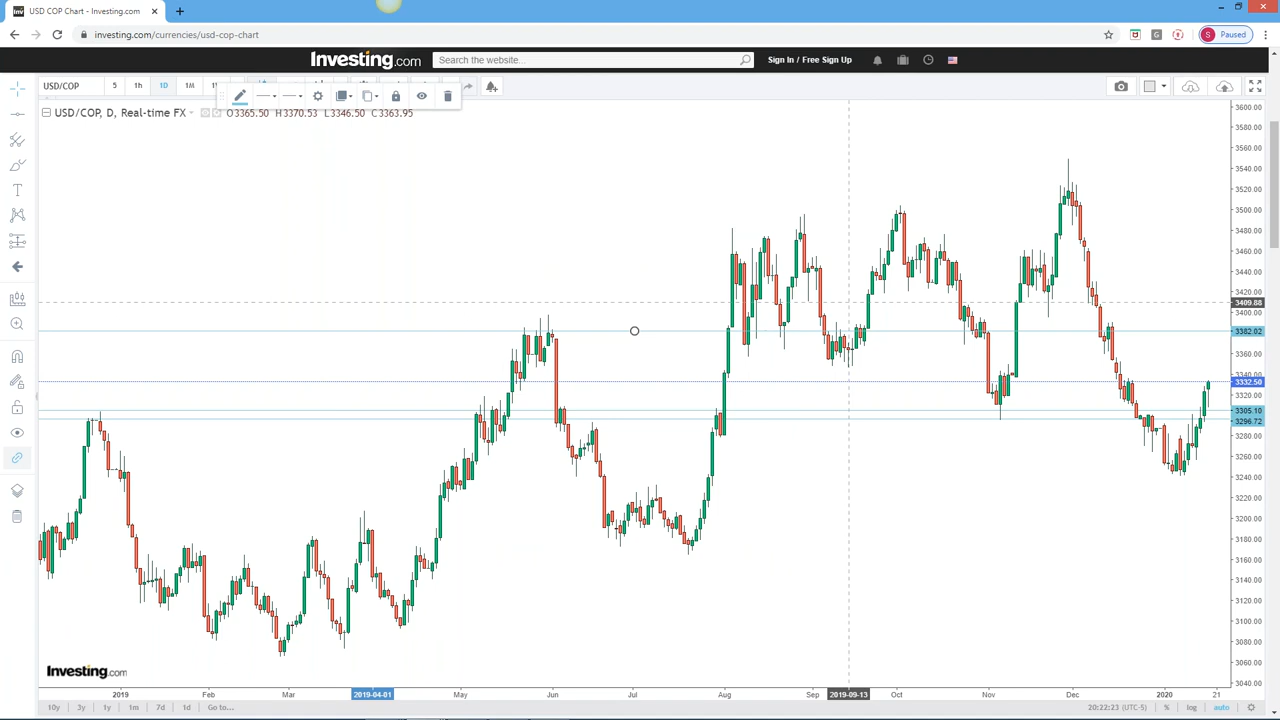 USD COP Chart - Investing.com
investing.com/currencies/usd-cop-chart
S Paused
Investing.com
Search the website...
Sign In / Free Sign Up
USD/COP 5 1h 1D 1M
USD/COP, D, Real-time FX O3365.50 H3370.53 L3346.50 C3363.95
3600.00
3580.00
3560.00
3540.00
3520.00
3500.00
3480.00
3460.00
3440.00
3420.00
3409.88
3400.00
3382.02
3360.00
3340.00
3332.50
3320.00
3305.10
3296.72
3280.00
3260.00
3240.00
3220.00
3200.00
3180.00
3160.00
3140.00
3120.00
3100.00
3080.00
3060.00
3040.00
Investing.com
2019 Feb Mar 2019-04-01 May Jun Jul Aug Sep 2019-09-13 Oct Nov Dec 2020 21
10y 3y 1y 1m 7d 1d Go to... 20:22:23 (UTC-5) % log auto